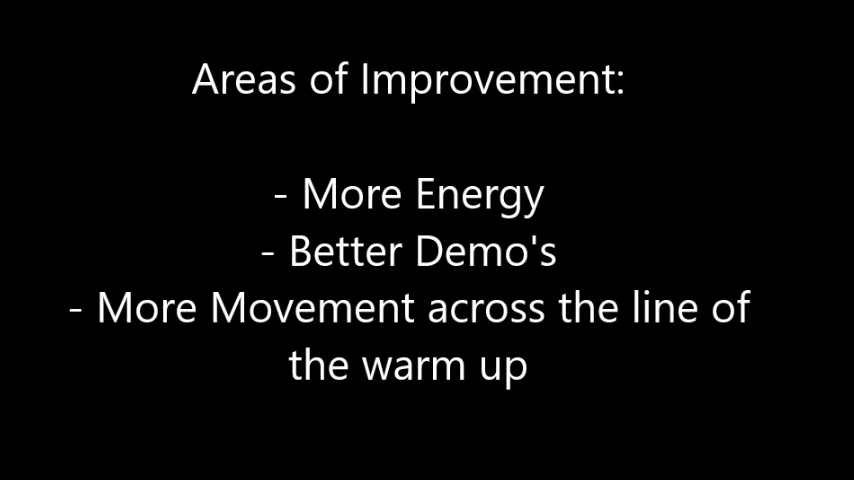 Areas of Improvement:
- More Energy
- Better Demo's
- More Movement across the line of
the warm up